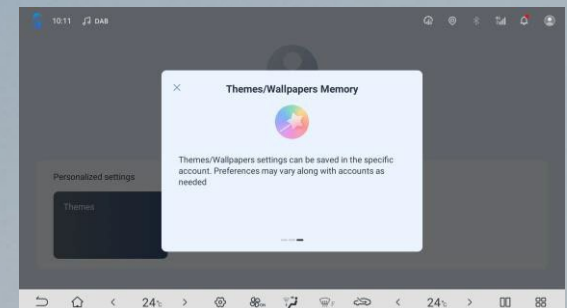 10:11 DAB
Themes/Wallpapers Memory
Themes/Wallpapers settings can be saved in the specific
account. Preferences may vary along with accounts as
needed
Personalized settings
Themes
24°c
24°c
88